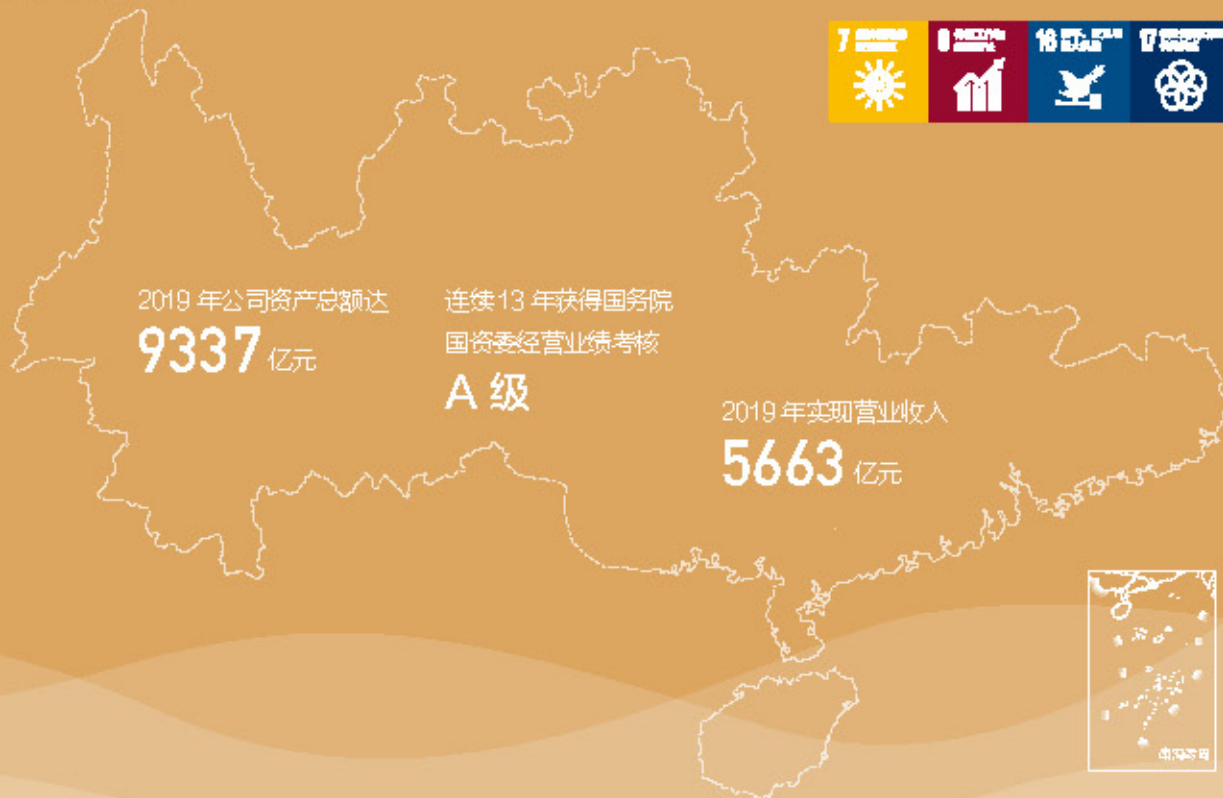 7
8
16
17
2019 年公司资产总额达
9337 亿元
连续 13 年获得国务院
国资委经营业绩考核
A 级
2019 年实现营业收入
5663 亿元